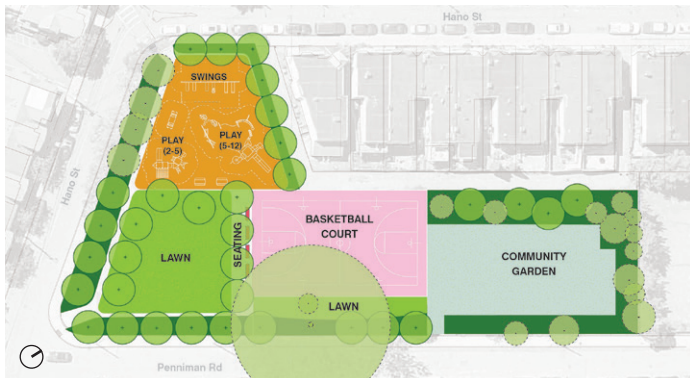 Hano St
SWINGS
PLAY
(2-5)
PLAY
(5-12)
Hano St
BASKETBALL
COURT
SEATING
LAWN
COMMUNITY
GARDEN
LAWN
Penniman Rd